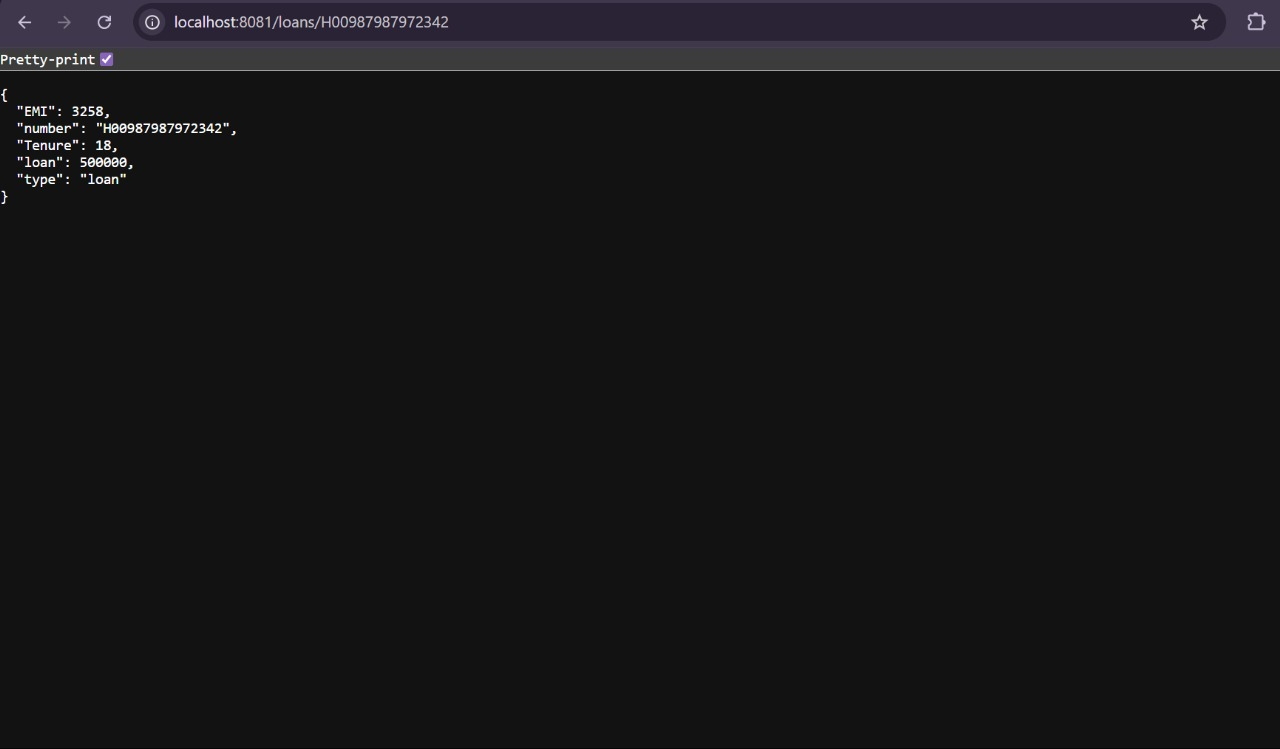 localhost:8081/loans/H00987987972342
Pretty-print
{
  "EMI": 3258,
  "number": "H00987987972342",
  "Tenure": 18,
  "loan": 500000,
  "type": "loan"
}